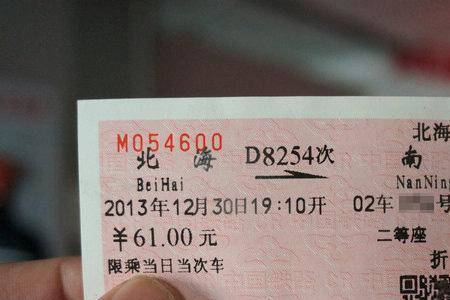 北海
M054600
北 海 D8254次 南
BeiHai NanNing
2013年12月30日19:10开 02车 号
¥61.00元 二等座
折
限乘当日当次车